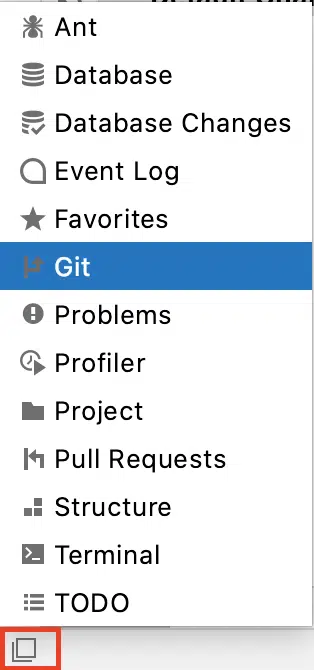 Ant
Database
Database Changes
Event Log
Favorites
Git
Problems
Profiler
Project
Pull Requests
Structure
Terminal
TODO